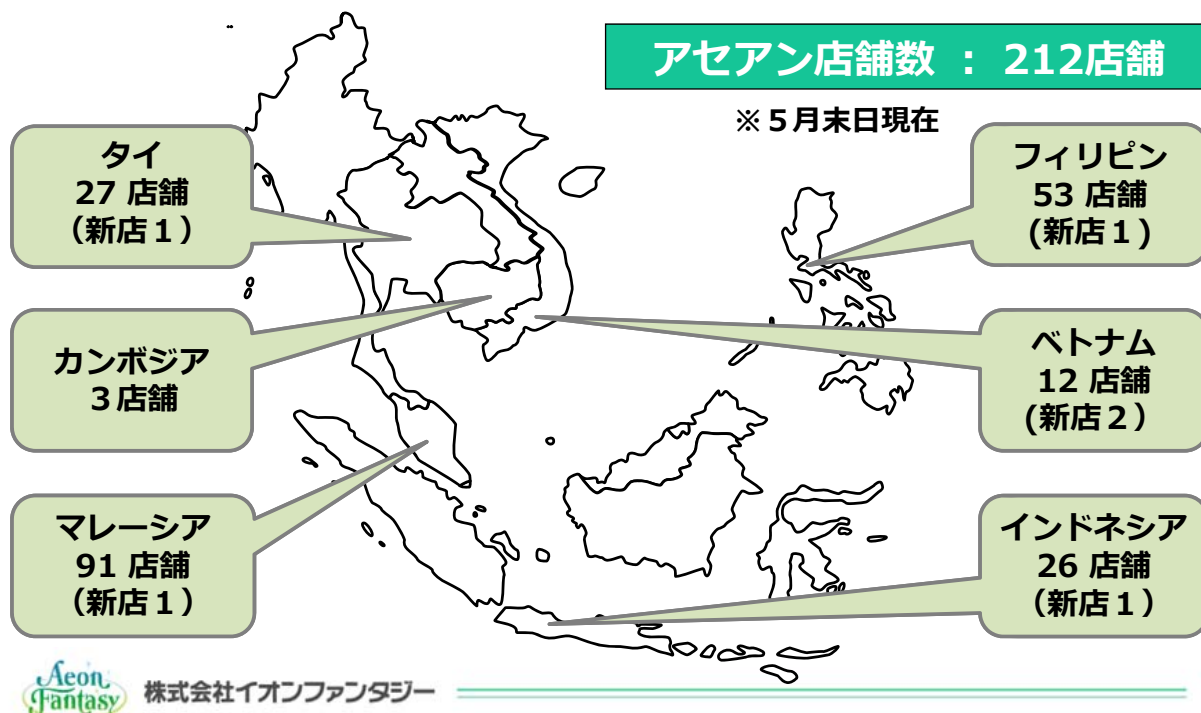 アセアン店舗数 : 212店舗
※5月末日現在
タイ
27 店舗
(新店1)
カンボジア
3店舗
マレーシア
91 店舗
(新店1)
フィリピン
53 店舗
(新店1)
ベトナム
12 店舗
(新店2)
インドネシア
26 店舗
(新店1)
Aeon
Fantasy
株式会社イオンファンタジー